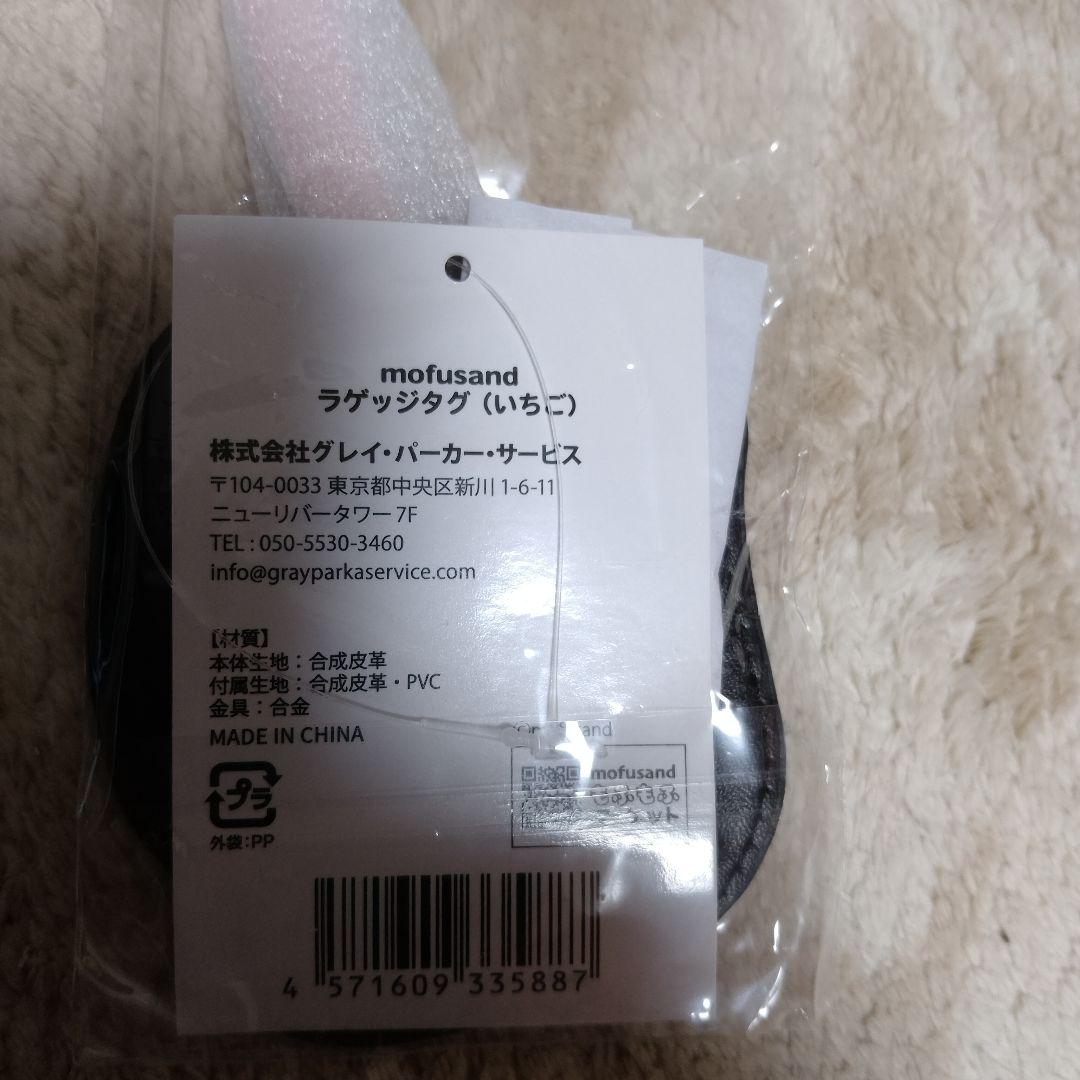 mofusand
ラゲッジタグ（いちご）
株式会社グレイ・パーカー・サービス
〒104-0033 東京都中央区新川 1-6-11
ニューリバータワー 7F
TEL : 050-5530-3460
info@grayparkaservice.com
【材質】
本体生地：合成皮革
付属生地：合成皮革・PVC
金具：合金
MADE IN CHINA
プラ
外袋：PP
mofusand
4 571609 335887